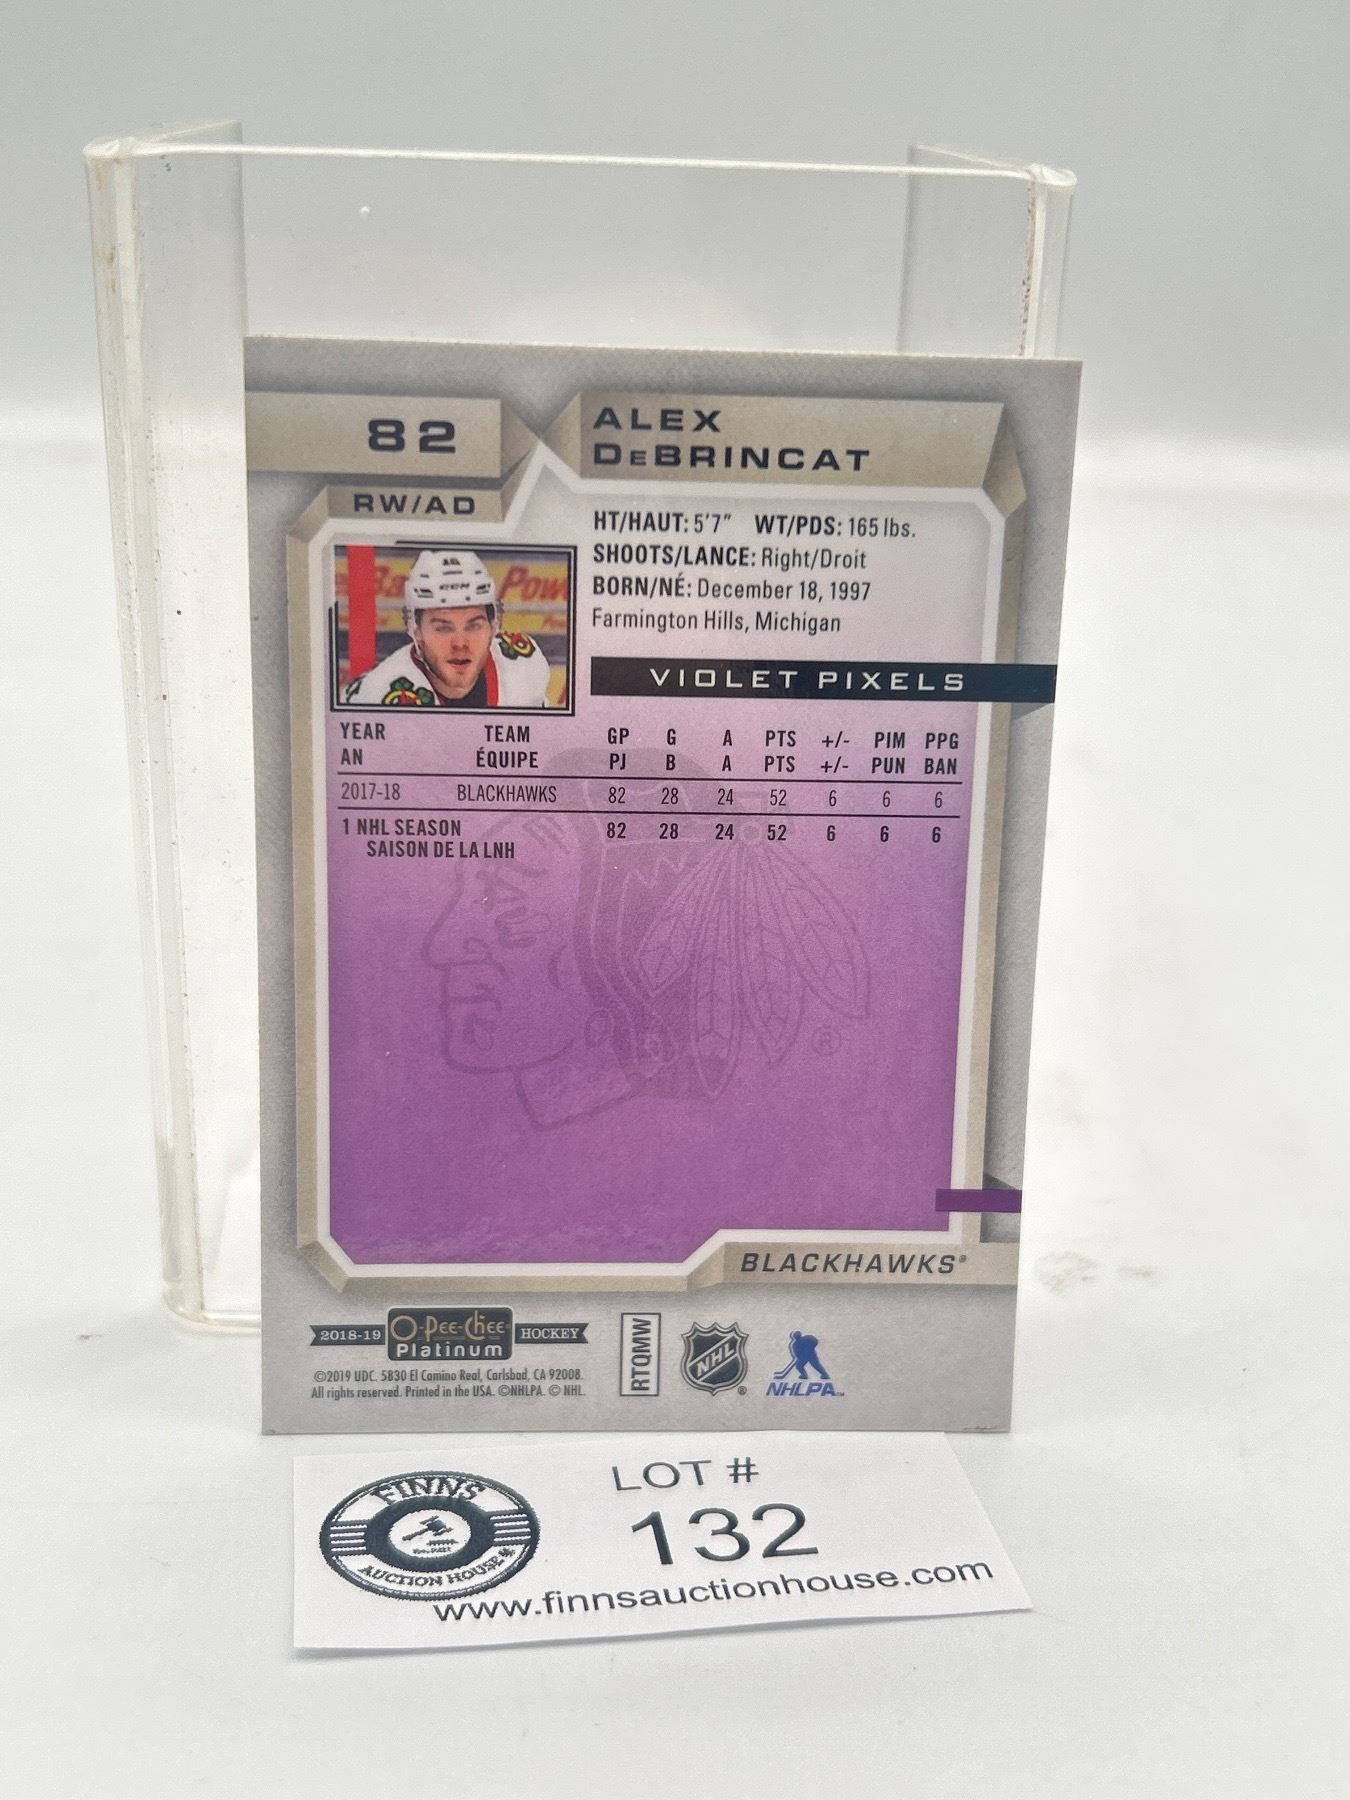 82
ALEX
DeBRINCAT
RW/AD
HT/HAUT: 5'7" WT/PDS: 165 lbs.
SHOOTS/LANCE: Right/Droit
BORN/NÉ: December 18, 1997
Farmington Hills, Michigan
CCM
Pow
VIOLET PIXELS
YEAR TEAM GP G A PTS +/- PIM PPG
AN ÉQUIPE PJ B A PTS +/- PUN BAN
2017-18 BLACKHAWKS 82 28 24 52 6 6 6
1 NHL SEASON 82 28 24 52 6 6 6
SAISON DE LA LNH
®
BLACKHAWKS®
2018-19 O-Pee-Chee HOCKEY
Platinum
©2019 UDC. 5830 El Camino Real, Carlsbad, CA 92008.
All rights reserved. Printed in the USA. ©NHLPA. © NHL.
RTQMW
NHL ®
NHLPA™
FINNS
AUCTION HOUSE
LOT #
132
www.finnsauctionhouse.com